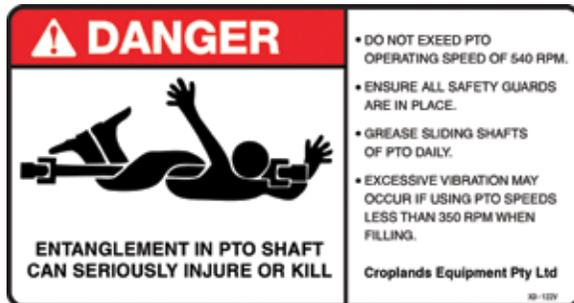 DANGER
ENTANGLEMENT IN PTO SHAFT
CAN SERIOUSLY INJURE OR KILL
• DO NOT EXEED PTO
OPERATING SPEED OF 540 RPM.
• ENSURE ALL SAFETY GUARDS
ARE IN PLACE.
• GREASE SLIDING SHAFTS
OF PTO DAILY.
• EXCESSIVE VIBRATION MAY
OCCUR IF USING PTO SPEEDS
LESS THAN 350 RPM WHEN
FILLING.
Croplands Equipment Pty Ltd